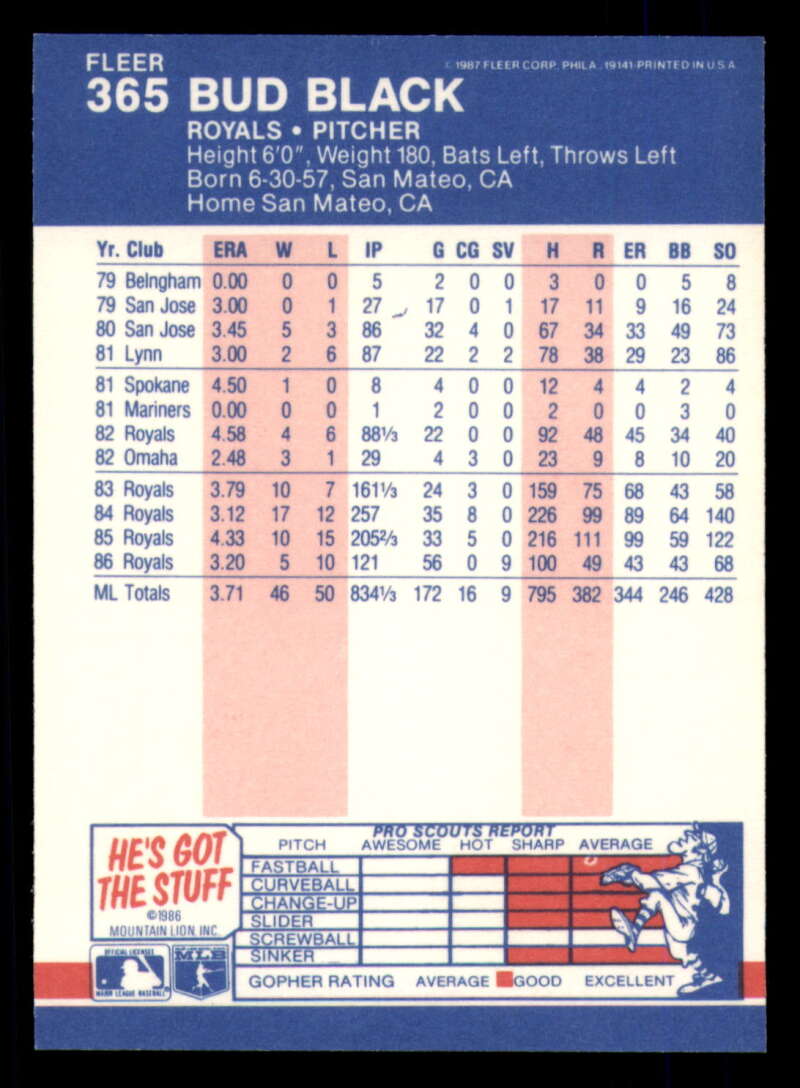 FLEER
© 1987 FLEER CORP. PHILA. 19141-PRINTED IN U S A
365 BUD BLACK
ROYALS • PITCHER
Height 6'0", Weight 180, Bats Left, Throws Left
Born 6-30-57, San Mateo, CA
Home San Mateo, CA
Yr. Club ERA W L IP G CG SV H R ER BB SO
79 Belngham 0.00 0 0 5 2 0 0 3 0 0 5 8
79 San Jose 3.00 0 1 27 17 0 1 17 11 9 16 24
80 San Jose 3.45 5 3 86 32 4 0 67 34 33 49 73
81 Lynn 3.00 2 6 87 22 2 2 78 38 29 23 86
81 Spokane 4.50 1 0 8 4 0 0 12 4 4 2 4
81 Mariners 0.00 0 0 1 2 0 0 2 0 0 3 0
82 Royals 4.58 4 6 88⅓ 22 0 0 92 48 45 34 40
82 Omaha 2.48 3 1 29 4 3 0 23 9 8 10 20
83 Royals 3.79 10 7 161⅓ 24 3 0 159 75 68 43 58
84 Royals 3.12 17 12 257 35 8 0 226 99 89 64 140
85 Royals 4.33 10 15 205⅔ 33 5 0 216 111 99 59 122
86 Royals 3.20 5 10 121 56 0 9 100 49 43 43 68
ML Totals 3.71 46 50 834⅓ 172 16 9 795 382 344 246 428
HE'S GOT
THE STUFF
©1986
MOUNTAIN LION, INC.
OFFICIAL LICENSEE
MAJOR LEAGUE BASEBALL
MLB
PRO SCOUTS REPORT
PITCH AWESOME HOT SHARP AVERAGE
FASTBALL
CURVEBALL
CHANGE-UP
SLIDER
SCREWBALL
SINKER
GOPHER RATING AVERAGE GOOD EXCELLENT